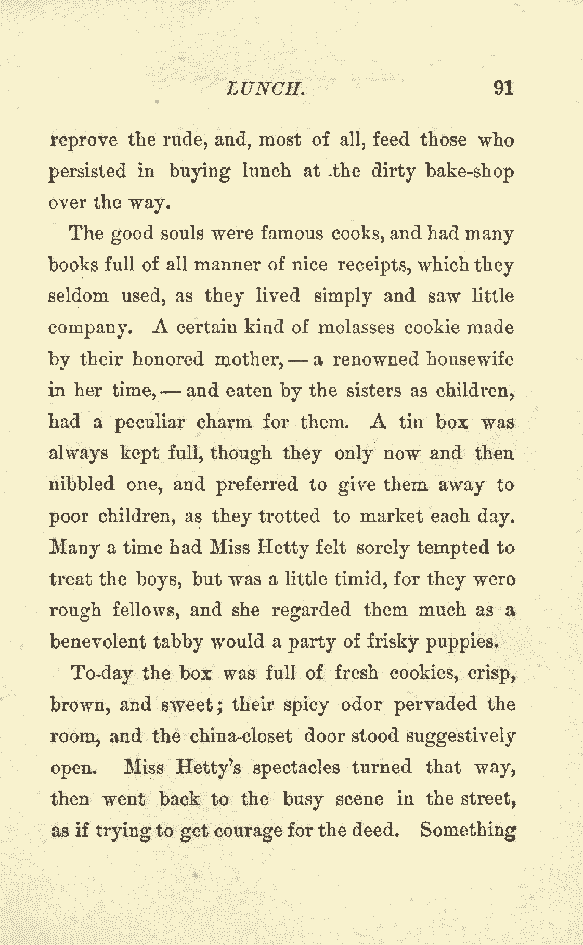 LUNCH. 91
reprove the rude, and, most of all, feed those who
persisted in buying lunch at the dirty bake-shop
over the way.
The good souls were famous cooks, and had many
books full of all manner of nice receipts, which they
seldom used, as they lived simply and saw little
company. A certain kind of molasses cookie made
by their honored mother,—a renowned housewife
in her time,—and eaten by the sisters as children,
had a peculiar charm for them. A tin box was
always kept full, though they only now and then
nibbled one, and preferred to give them away to
poor children, as they trotted to market each day.
Many a time had Miss Hetty felt sorely tempted to
treat the boys, but was a little timid, for they were
rough fellows, and she regarded them much as a
benevolent tabby would a party of frisky puppies.
To-day the box was full of fresh cookies, crisp,
brown, and sweet; their spicy odor pervaded the
room, and the china-closet door stood suggestively
open. Miss Hetty's spectacles turned that way,
then went back to the busy scene in the street,
as if trying to get courage for the deed. Something